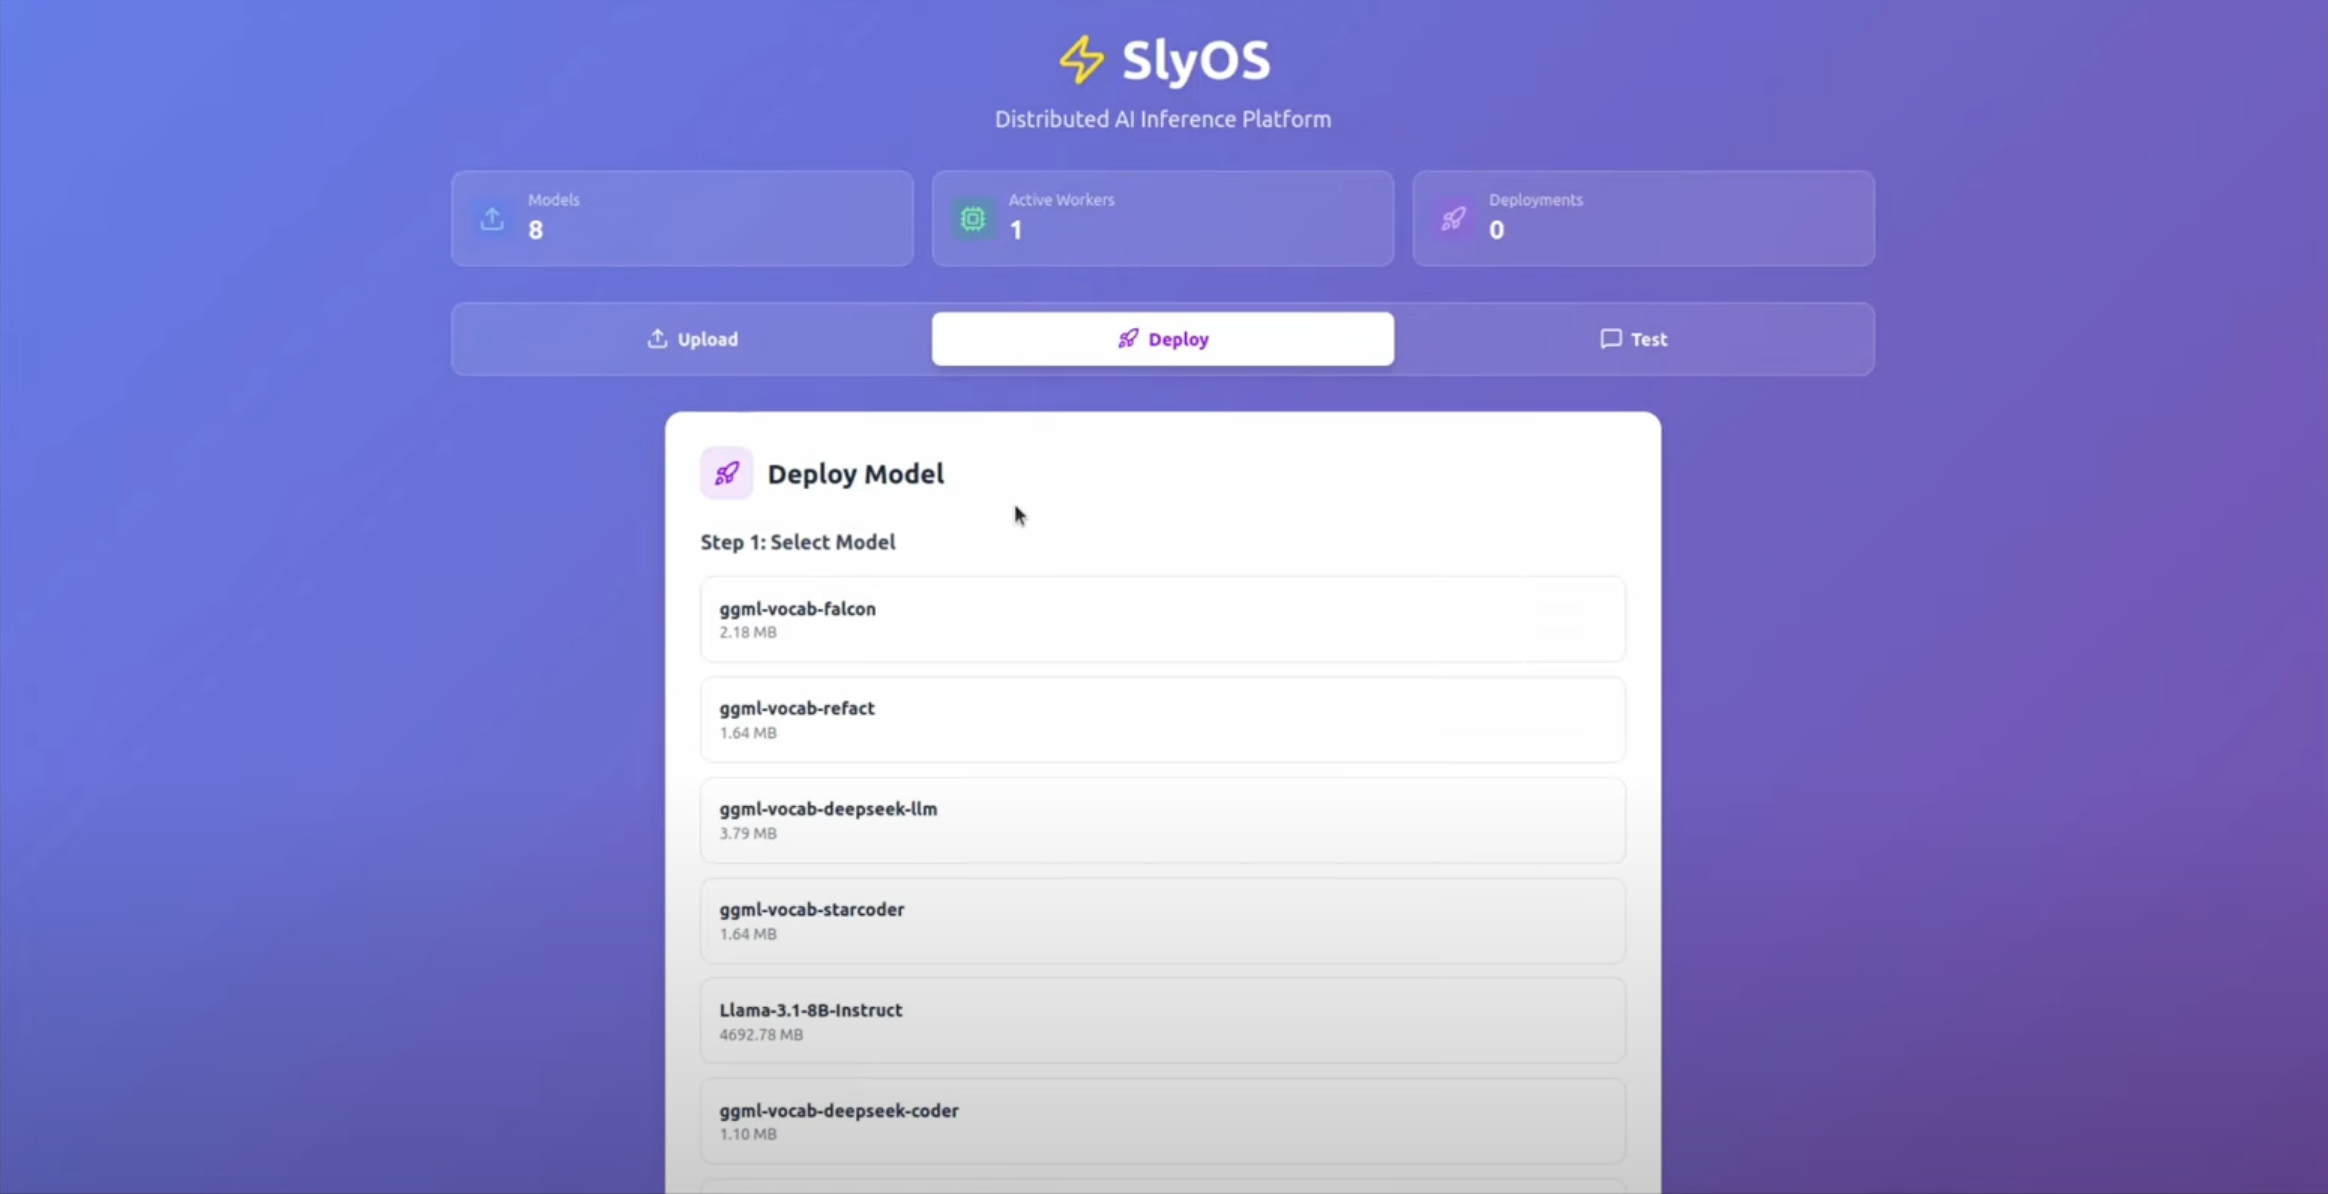 SlyOS
Distributed AI Inference Platform
Models
8
Active Workers
1
Deployments
0
Upload
Deploy
Test
Deploy Model
Step 1: Select Model
ggml-vocab-falcon
2.18 MB
ggml-vocab-refact
1.64 MB
ggml-vocab-deepseek-llm
3.79 MB
ggml-vocab-starcoder
1.64 MB
Llama-3.1-8B-Instruct
4692.78 MB
ggml-vocab-deepseek-coder
1.10 MB